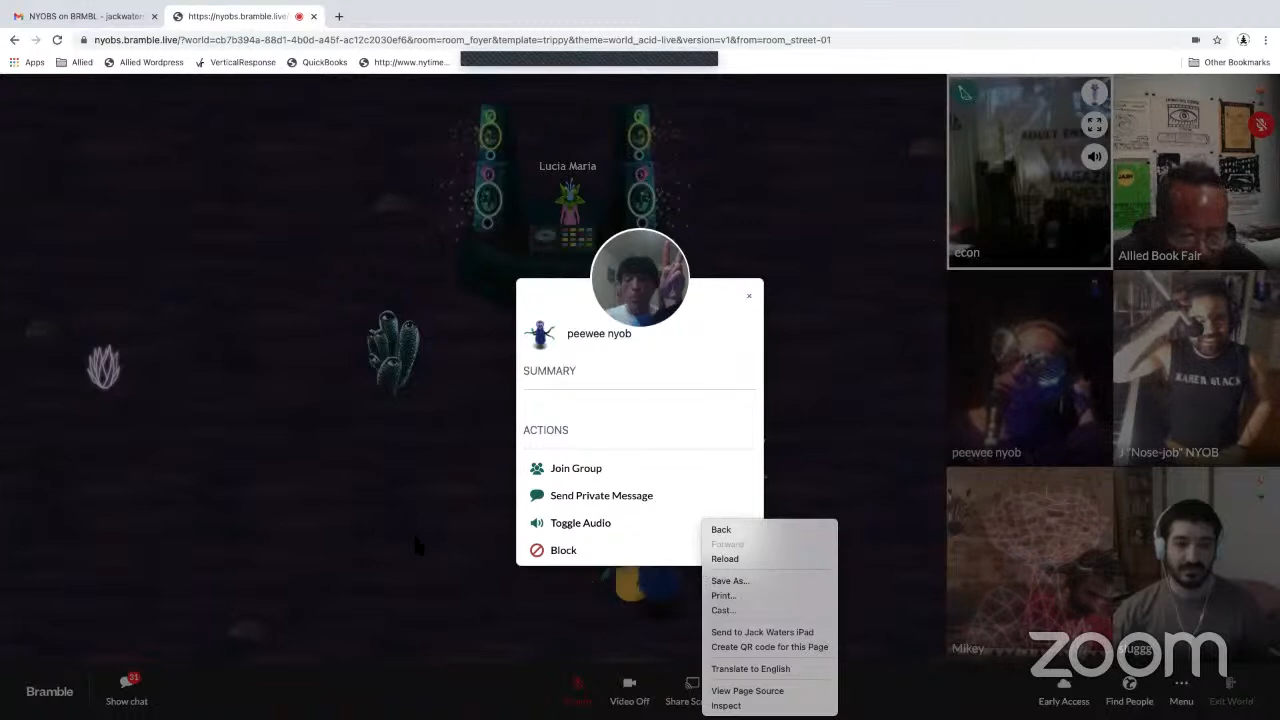 NYOBS on BRMBL - jackwaters
https://nyobs.bramble.live/
nyobs.bramble.live/?world=cb7b394a-88d1-4b0d-a45f-ac12c2030ef6&room=room_foyer&template=trippy&theme=world_acid-live&version=v1&from=room_street-01
Apps
Allied
Allied Wordpress
VerticalResponse
QuickBooks
http://www.nytime...
Other Bookmarks
Lucia Maria
econ
Allied Book Fair
peewee nyob
SUMMARY
ACTIONS
Join Group
Send Private Message
Toggle Audio
Block
Back
Forward
Reload
Save As...
Print...
Cast...
Send to Jack Waters iPad
Create QR code for this Page
Translate to English
View Page Source
Inspect
KAREN BLACK
peewee nyob
J "Nose-job" NYOB
Mikey
zoom
Bramble
31
Show chat
Video Off
Early Access
Find People
Menu
Exit World